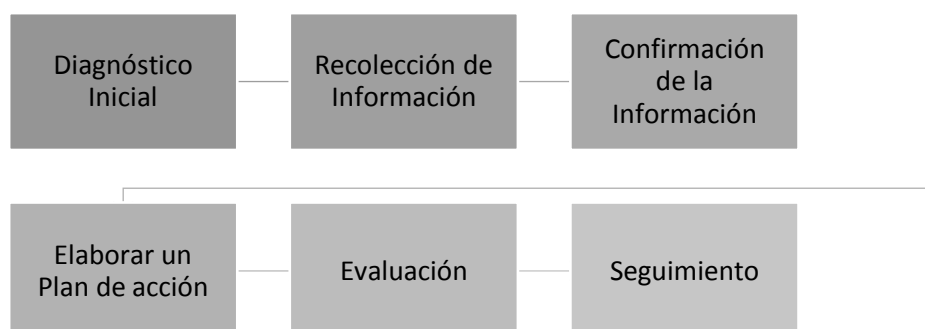 Diagnóstico
Inicial
Recolección de
Información
Confirmación
de la
Información
Elaborar un
Plan de acción
Evaluación
Seguimiento